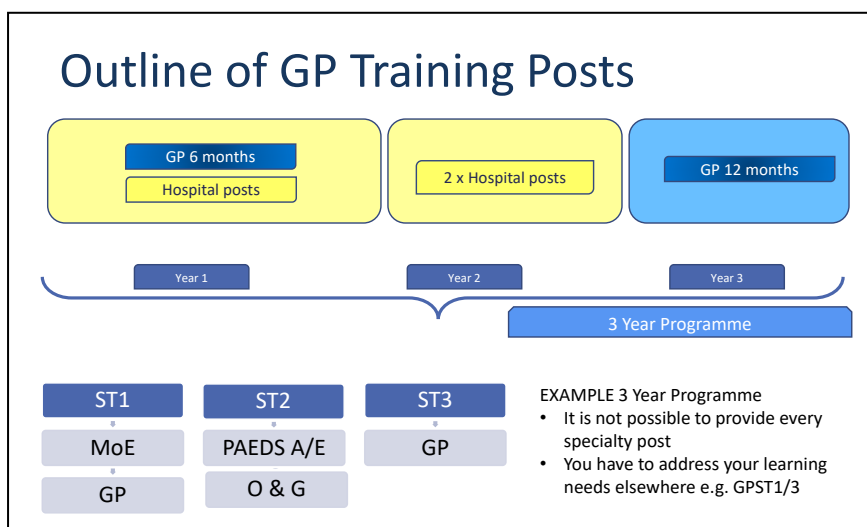 Outline of GP Training Posts
GP 6 months
Hospital posts
2 x Hospital posts
GP 12 months
Year 1
Year 2
Year 3
3 Year Programme
ST1
MoE
GP
ST2
PAEDS A/E
O & G
ST3
GP
EXAMPLE 3 Year Programme
• It is not possible to provide every
specialty post
• You have to address your learning
needs elsewhere e.g. GPST1/3